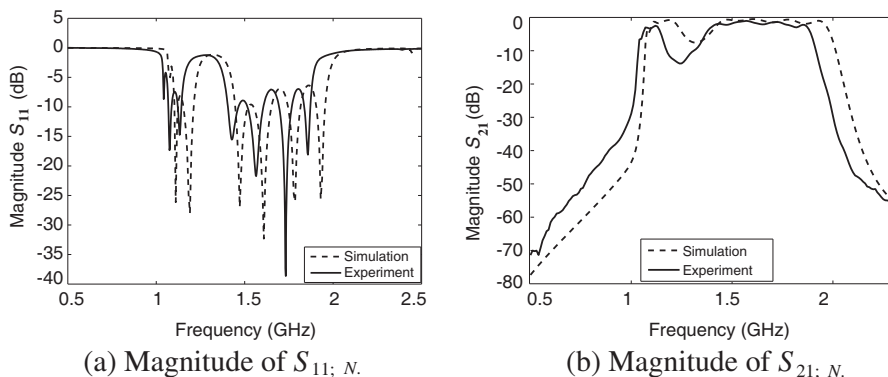 5
0
-5
-10
-15
-20
-25
-30
-35
-40
Magnitude S11 (dB)
Simulation
Experiment
0.5 1 1.5 2 2.5
Frequency (GHz)
(a) Magnitude of S11; N.
0
-10
-20
-30
-40
-50
-60
-70
-80
Magnitude S21 (dB)
Simulation
Experiment
0.5 1 1.5 2
Frequency (GHz)
(b) Magnitude of S21; N.